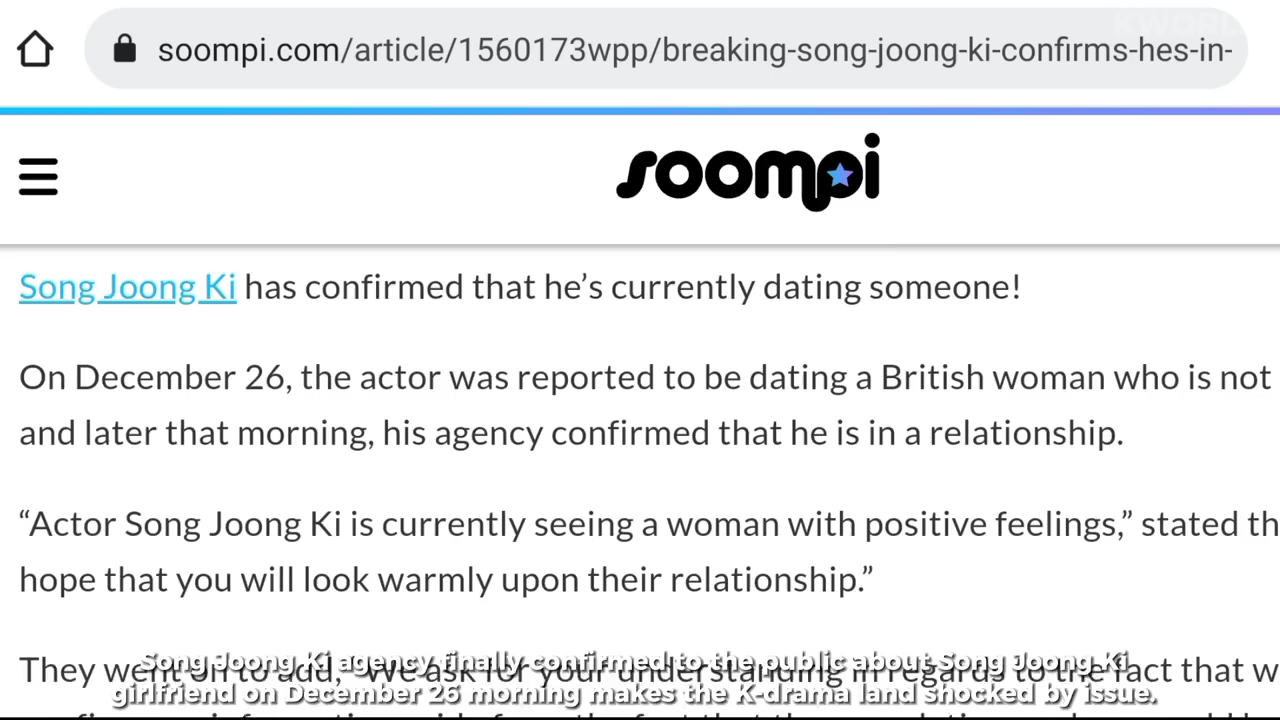 KWORL
soompi.com/article/1560173wpp/breaking-song-joong-ki-confirms-hes-in-
soompi
Song Joong Ki has confirmed that he’s currently dating someone!
On December 26, the actor was reported to be dating a British woman who is not
and later that morning, his agency confirmed that he is in a relationship.
“Actor Song Joong Ki is currently seeing a woman with positive feelings,” stated th
hope that you will look warmly upon their relationship.”
They went on to add, “We ask for your understanding in regards to the fact that w
Song Joong Ki agency finally confirmed to the public about Song Joong Ki
girlfriend on December 26 morning makes the K-drama land shocked by issue.